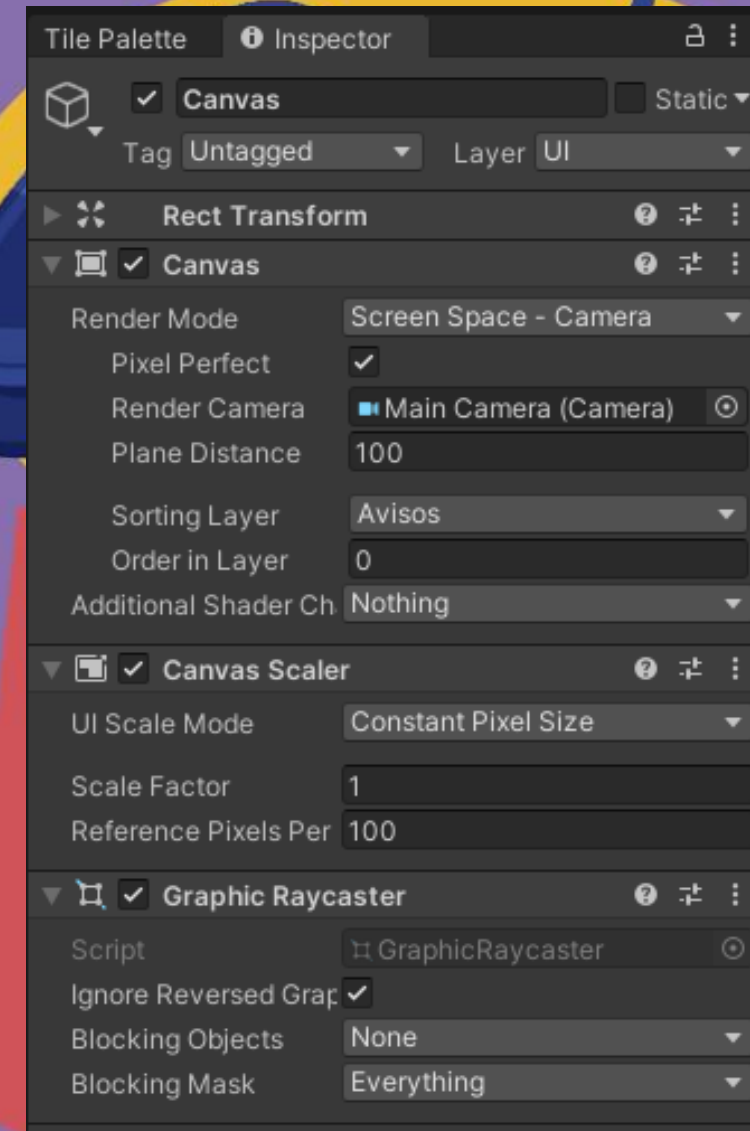 Tile Palette Inspector
Canvas Static
Tag Untagged Layer UI
Rect Transform
Canvas
Render Mode Screen Space - Camera
Pixel Perfect
Render Camera Main Camera (Camera)
Plane Distance 100
Sorting Layer Avisos
Order in Layer 0
Additional Shader Ch Nothing
Canvas Scaler
UI Scale Mode Constant Pixel Size
Scale Factor 1
Reference Pixels Per 100
Graphic Raycaster
Script GraphicRaycaster
Ignore Reversed Grap
Blocking Objects None
Blocking Mask Everything